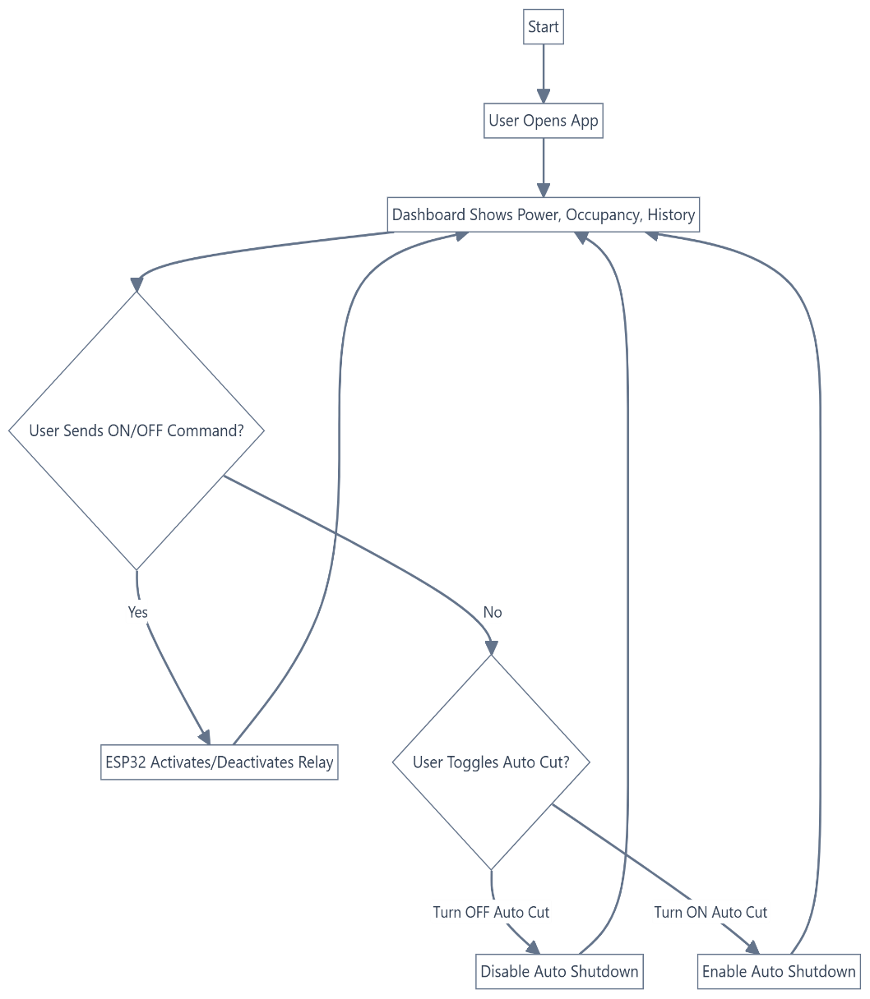 Start
User Opens App
Dashboard Shows Power, Occupancy, History
User Sends ON/OFF Command?
Yes
No
ESP32 Activates/Deactivates Relay
User Toggles Auto Cut?
Turn OFF Auto Cut
Turn ON Auto Cut
Disable Auto Shutdown
Enable Auto Shutdown